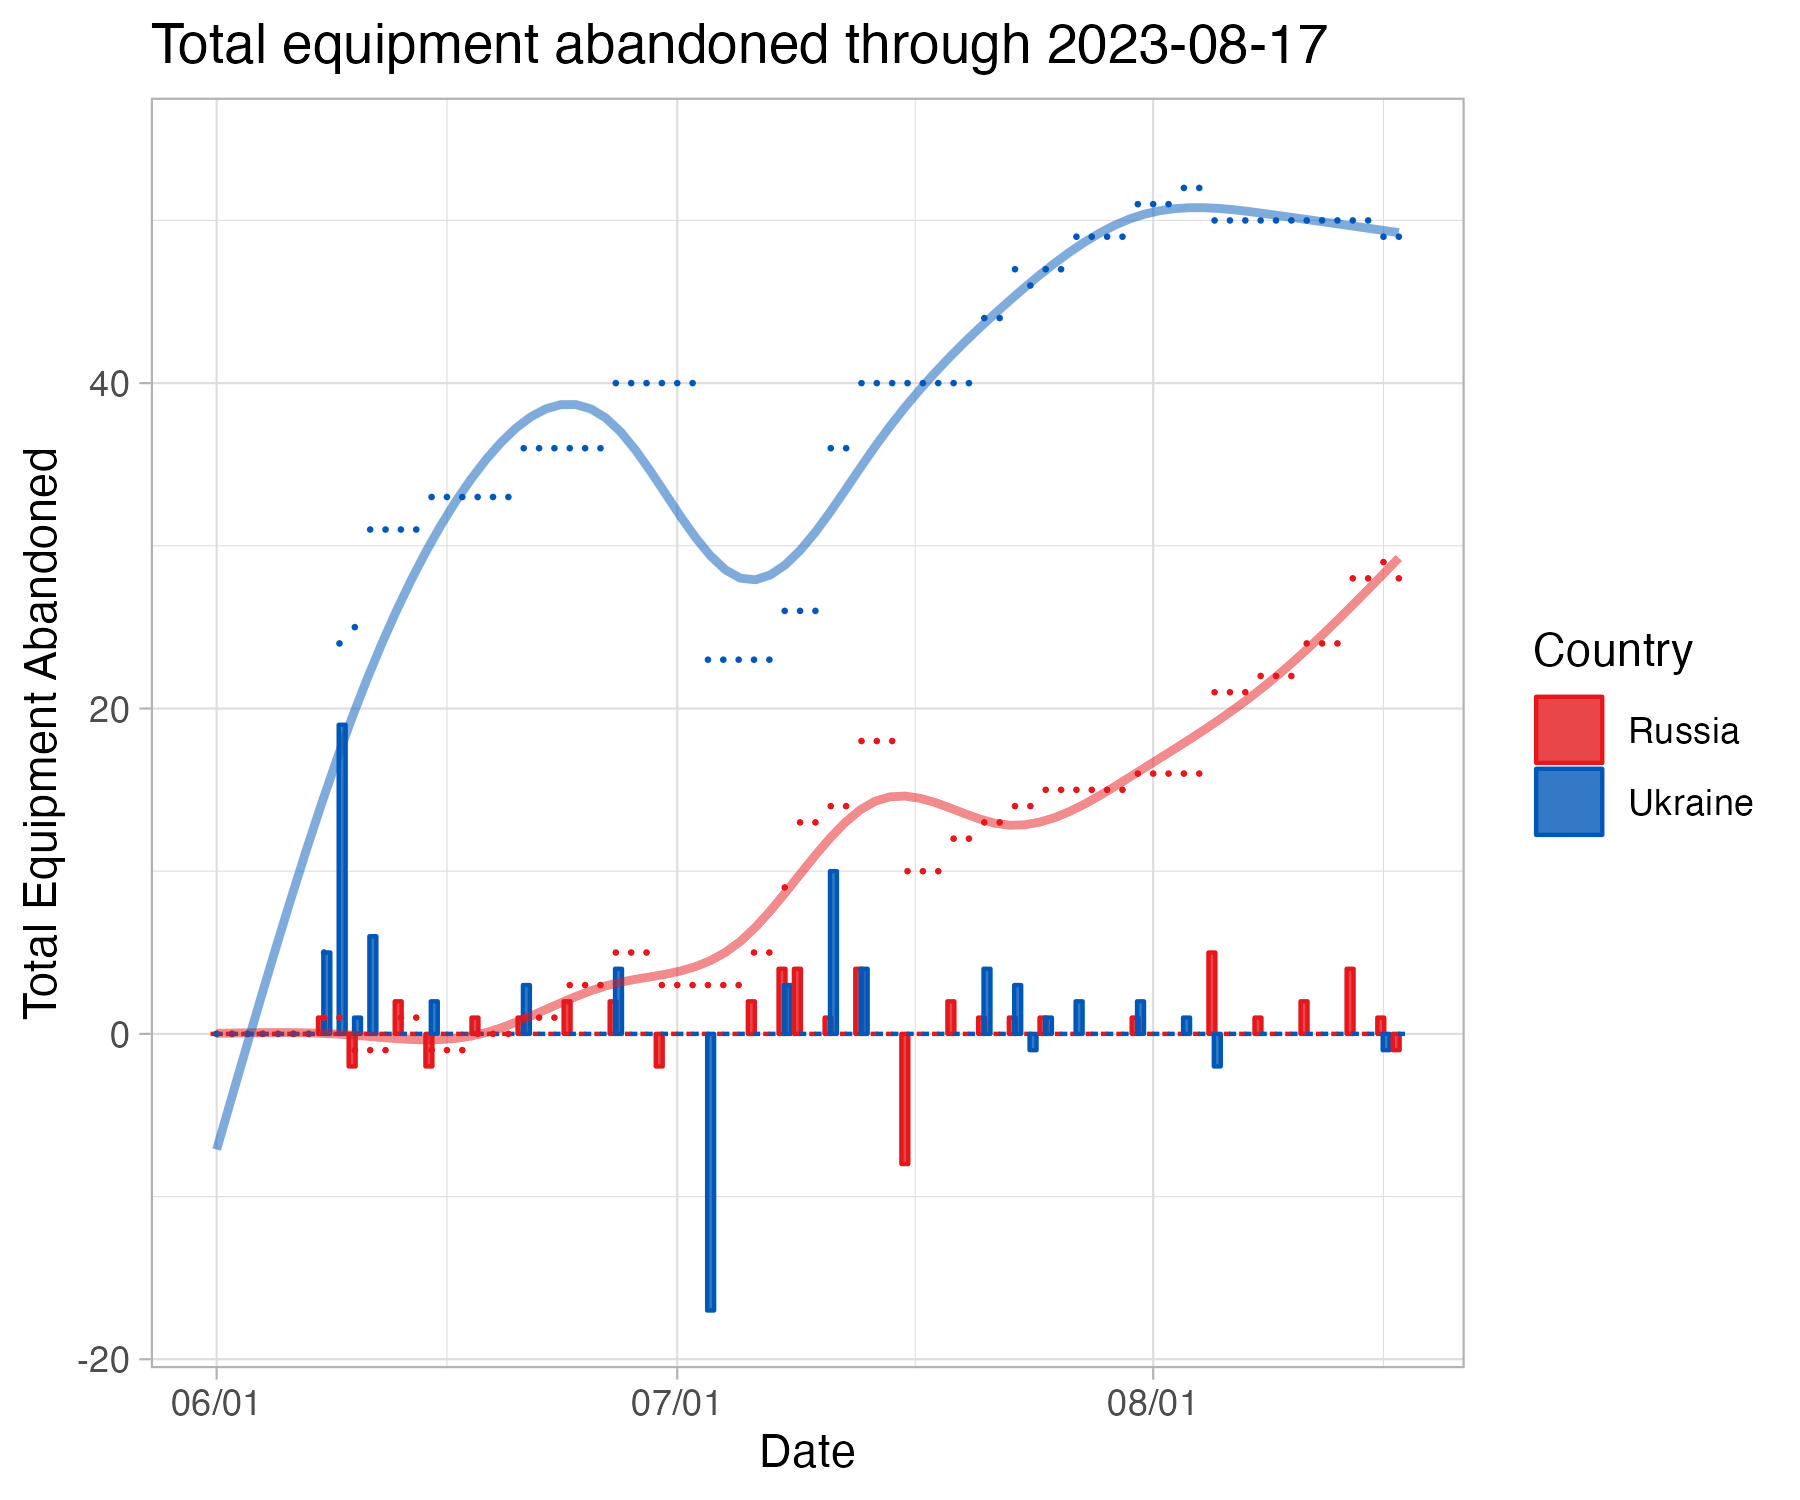 Total equipment abandoned through 2023-08-17
Total Equipment Abandoned
40
20
0
-20
06/01
07/01
08/01
Date
Country
Russia
Ukraine